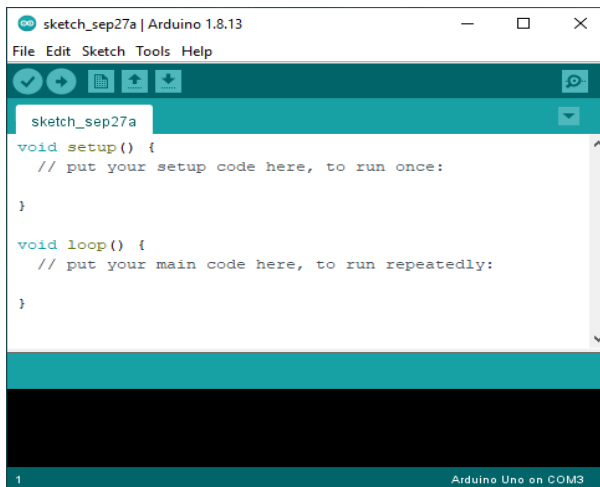 sketch_sep27a | Arduino 1.8.13
File Edit Sketch Tools Help
sketch_sep27a
void setup() {
  // put your setup code here, to run once:

}

void loop() {
  // put your main code here, to run repeatedly:

}
1 Arduino Uno on COM3